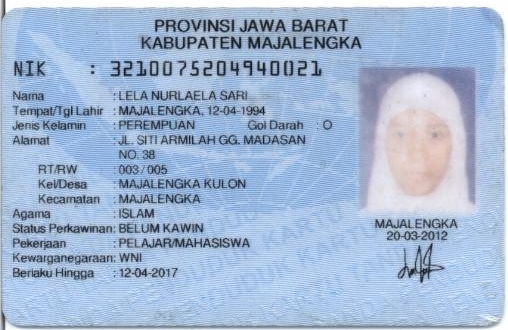 PROVINSI JAWA BARAT
KABUPATEN MAJALENGKA
NIK : 3210075204940021
Nama : LELA NURLAELA SARI
Tempat/Tgl Lahir : MAJALENGKA, 12-04-1994
Jenis Kelamin : PEREMPUAN Gol Darah : O
Alamat : JL. SITI ARMILAH GG. MADASAN
NO. 38
RT/RW : 003 / 005
Kel/Desa : MAJALENGKA KULON
Kecamatan : MAJALENGKA
Agama : ISLAM
Status Perkawinan: BELUM KAWIN
Pekerjaan : PELAJAR/MAHASISWA
Kewarganegaraan: WNI
Berlaku Hingga : 12-04-2017
MAJALENGKA
20-03-2012